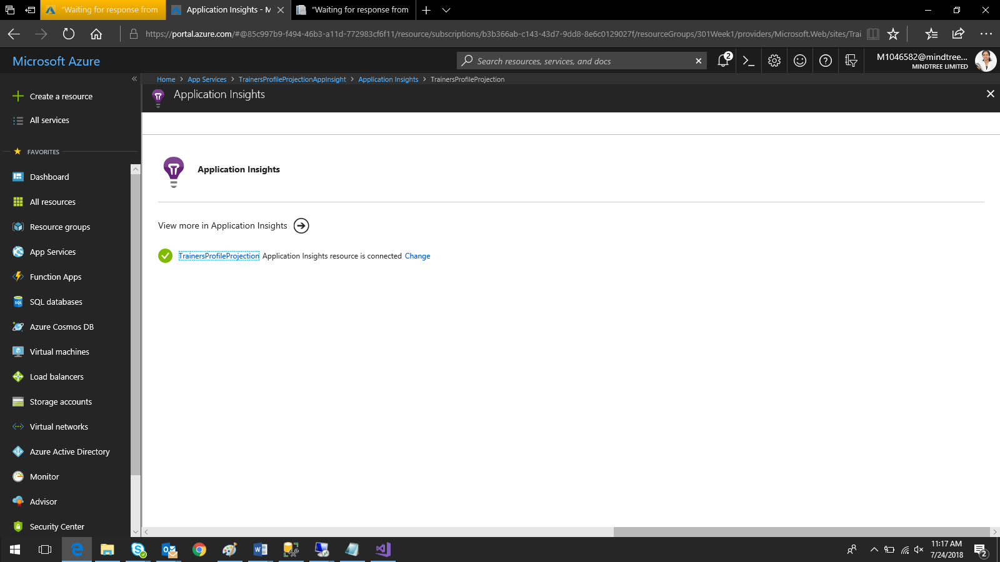 "Waiting for response from
Application Insights - M
"Waiting for response from
https://portal.azure.com/#@85c997b9-f494-46b3-a11d-772983cf6f11/resource/subscriptions/b3b366ab-c143-43d7-9dd8-8e6c0129027f/resourceGroups/301Week1/providers/Microsoft.Web/sites/Trai
Microsoft Azure
Search resources, services, and docs
2
M1046582@mindtree...
MINDTREE LIMITED
Home > App Services > TrainersProfileProjectionAppInsight > Application Insights > TrainersProfileProjection
Application Insights
Create a resource
All services
FAVORITES
Dashboard
All resources
Resource groups
App Services
Function Apps
SQL databases
Azure Cosmos DB
Virtual machines
Load balancers
Storage accounts
Virtual networks
Azure Active Directory
Monitor
Advisor
Security Center
Application Insights
View more in Application Insights
TrainersProfileProjection Application Insights resource is connected Change
11:17 AM
7/24/2018
2